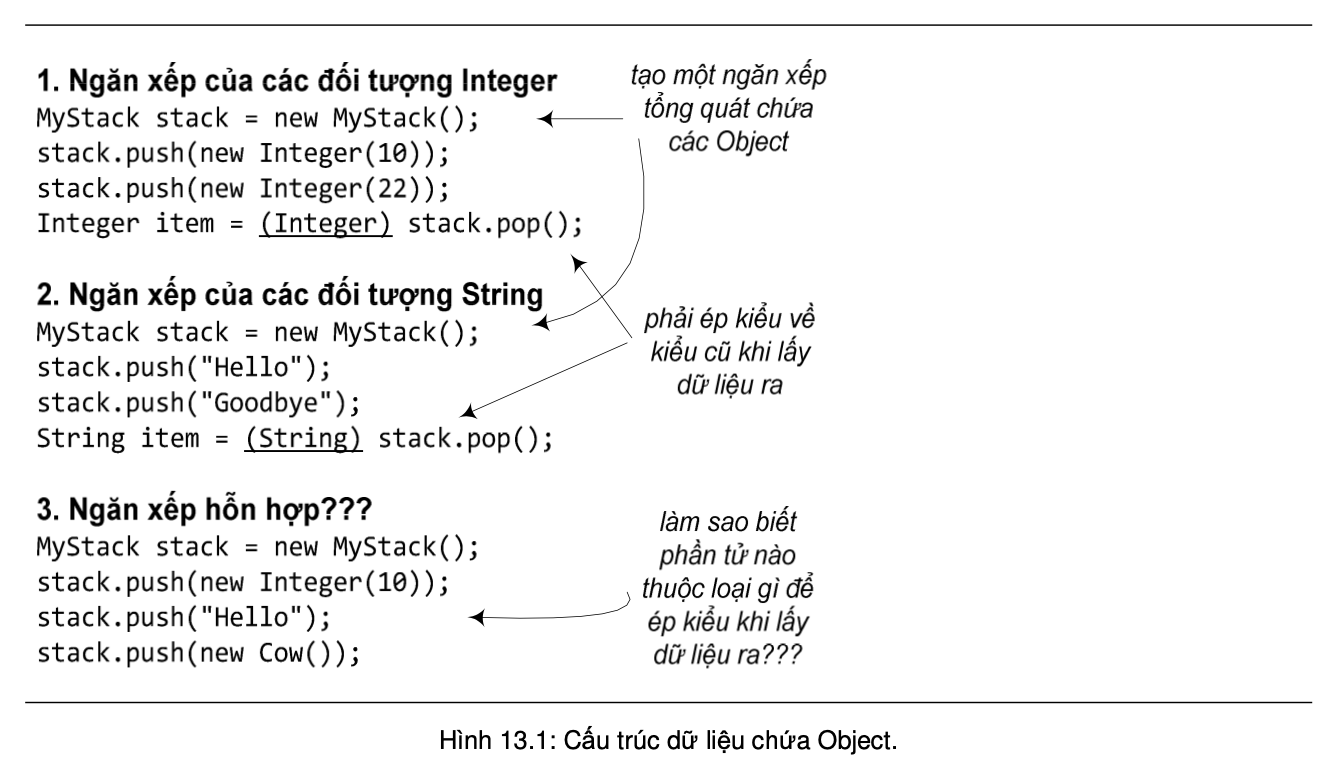 1. Ngăn xếp của các đối tượng Integer
MyStack stack = new MyStack();
stack.push(new Integer(10));
stack.push(new Integer(22));
Integer item = (Integer) stack.pop();
tạo một ngăn xếp
tổng quát chứa
các Object
2. Ngăn xếp của các đối tượng String
MyStack stack = new MyStack();
stack.push("Hello");
stack.push("Goodbye");
String item = (String) stack.pop();
phải ép kiểu về
kiểu cũ khi lấy
dữ liệu ra
3. Ngăn xếp hỗn hợp???
MyStack stack = new MyStack();
stack.push(new Integer(10));
stack.push("Hello");
stack.push(new Cow());
làm sao biết
phần tử nào
thuộc loại gì để
ép kiểu khi lấy
dữ liệu ra???
Hình 13.1: Cấu trúc dữ liệu chứa Object.